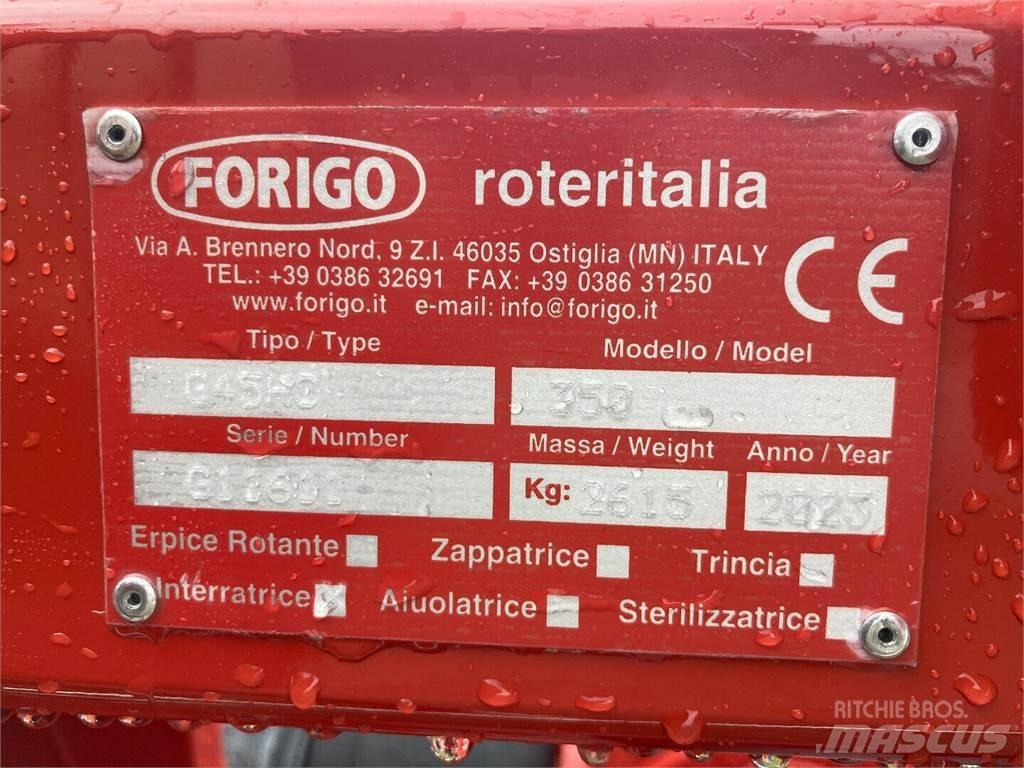 FORIGO roteritalia
Via A. Brennero Nord, 9 Z.I. 46035 Ostiglia (MN) ITALY
TEL.: +39 0386 32691 FAX: +39 0386 31250
www.forigo.it e-mail: info@forigo.it
CE
Tipo / Type Modello / Model
350
Serie / Number Massa / Weight Anno / Year
Kg: 2615 2023
Erpice Rotante Zappatrice Trincia
Interratrice Aiuolatrice Sterilizzatrice
RITCHIE BROS.
MASCUS